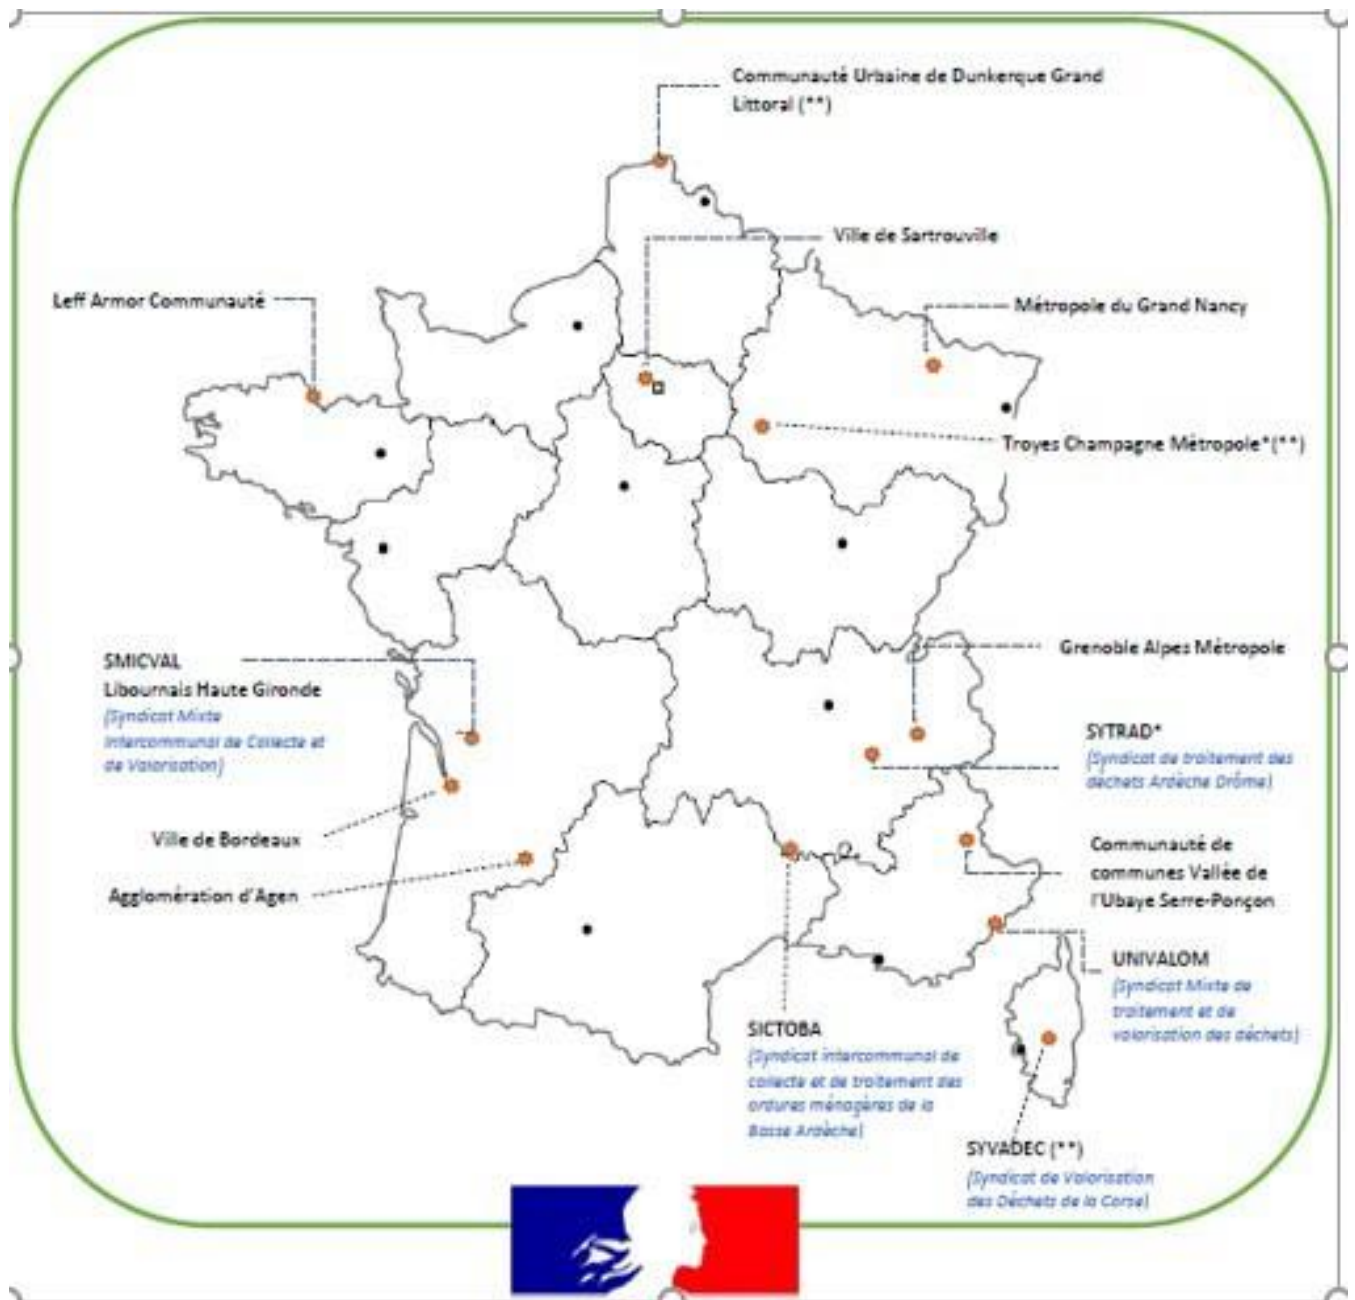 Communauté Urbaine de Dunkerque Grand
Littoral (**)
Ville de Sartrouville
Leff Armor Communauté
Métropole du Grand Nancy
Troyes Champagne Métropole*(**)
Grenoble Alpes Métropole
SMICVAL
Libournais Haute Gironde
(Syndicat Mixte
Intercommunal de Collecte et
de Valorisation)
SYTRAD*
(Syndicat de traitement des
déchets Ardèche Drôme)
Ville de Bordeaux
Agglomération d'Agen
Communauté de
communes Vallée de
l'Ubaye Serre-Ponçon
UNIVALOM
(Syndicat Mixte de
traitement et de
valorisation des déchets)
SICTOBA
(Syndicat intercommunal de
collecte et de traitement des
ordures ménagères de la
Basse Ardèche)
SYVADEC (**)
(Syndicat de Valorisation
des Déchets de la Corse)